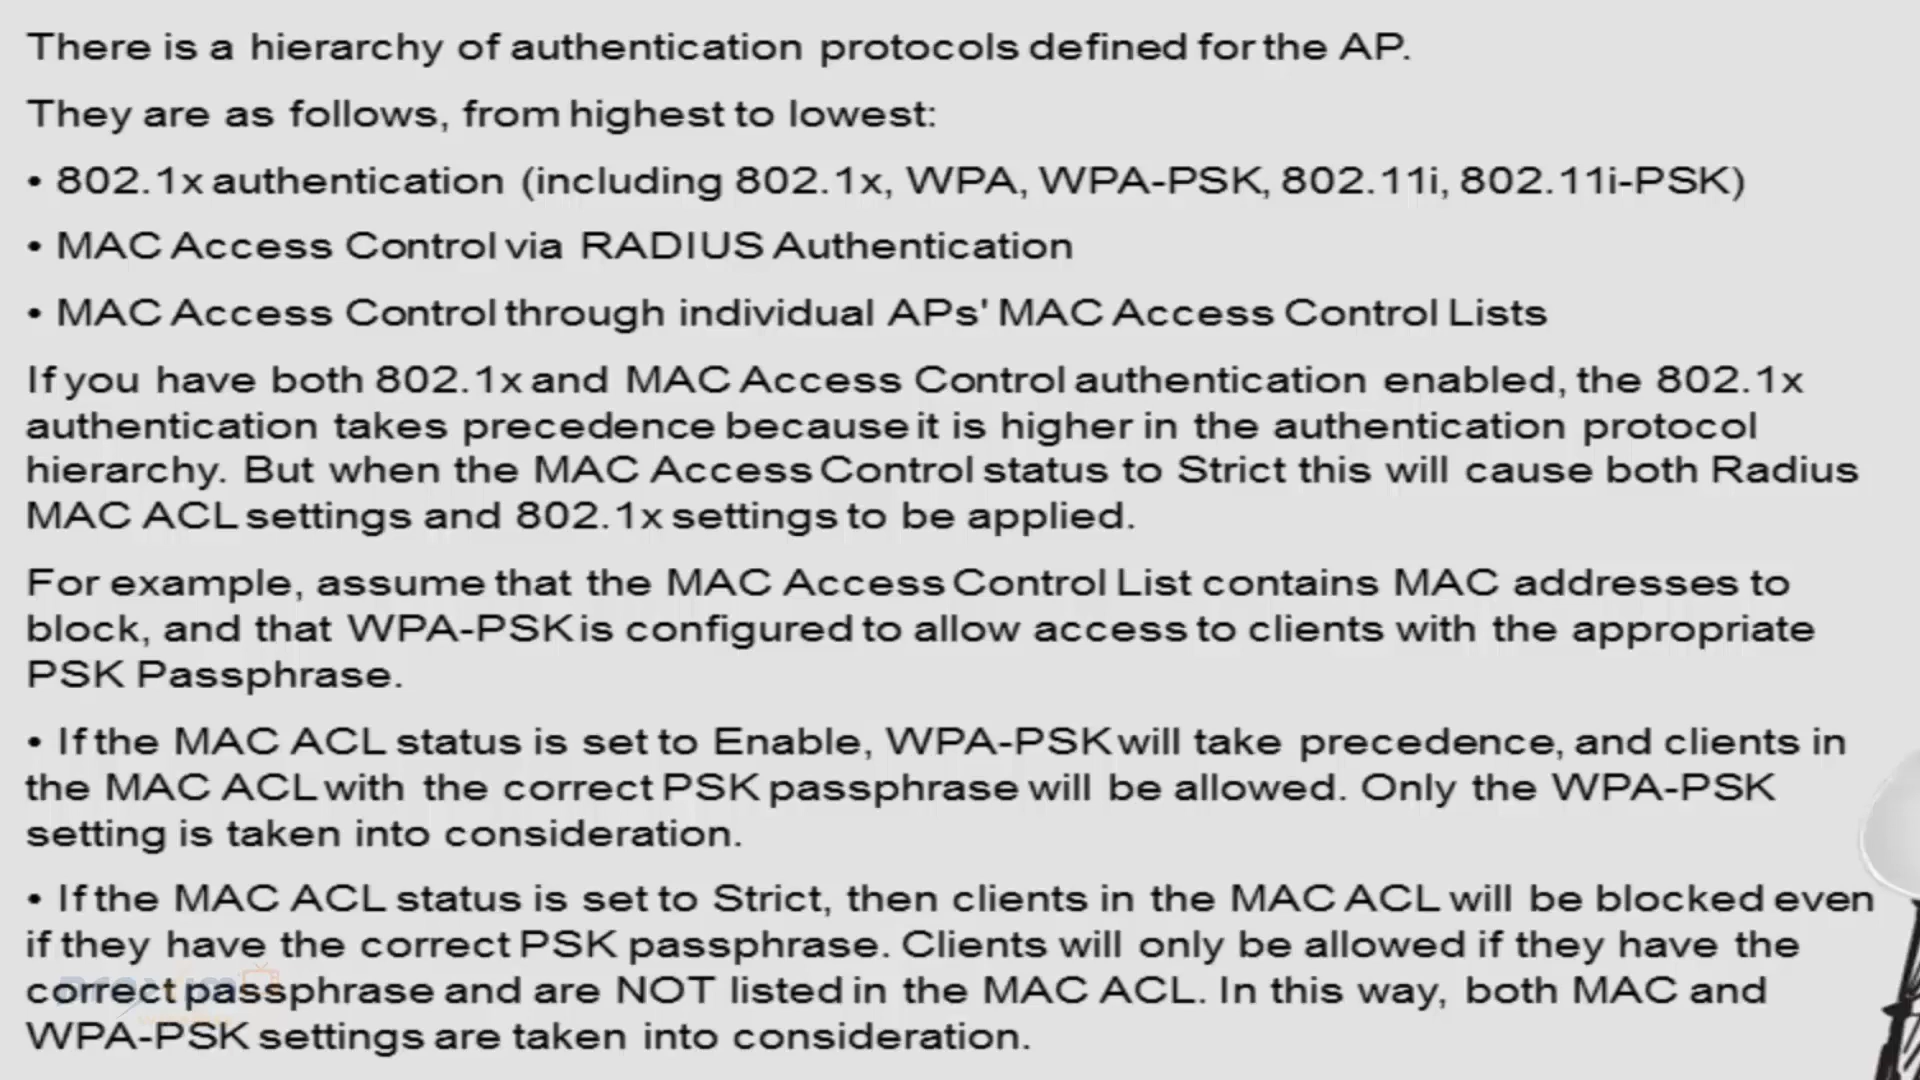 There is a hierarchy of authentication protocols defined for the AP.
They are as follows, from highest to lowest:
• 802.1x authentication (including 802.1x, WPA, WPA-PSK, 802.11i, 802.11i-PSK)
• MAC Access Control via RADIUS Authentication
• MAC Access Control through individual APs' MAC Access Control Lists
If you have both 802.1x and MAC Access Control authentication enabled, the 802.1x
authentication takes precedence because it is higher in the authentication protocol
hierarchy. But when the MAC Access Control status to Strict this will cause both Radius
MAC ACL settings and 802.1x settings to be applied.
For example, assume that the MAC Access Control List contains MAC addresses to
block, and that WPA-PSK is configured to allow access to clients with the appropriate
PSK Passphrase.
• If the MAC ACL status is set to Enable, WPA-PSK will take precedence, and clients in
the MAC ACL with the correct PSK passphrase will be allowed. Only the WPA-PSK
setting is taken into consideration.
• If the MAC ACL status is set to Strict, then clients in the MAC ACL will be blocked even
if they have the correct PSK passphrase. Clients will only be allowed if they have the
correct passphrase and are NOT listed in the MAC ACL. In this way, both MAC and
WPA-PSK settings are taken into consideration.